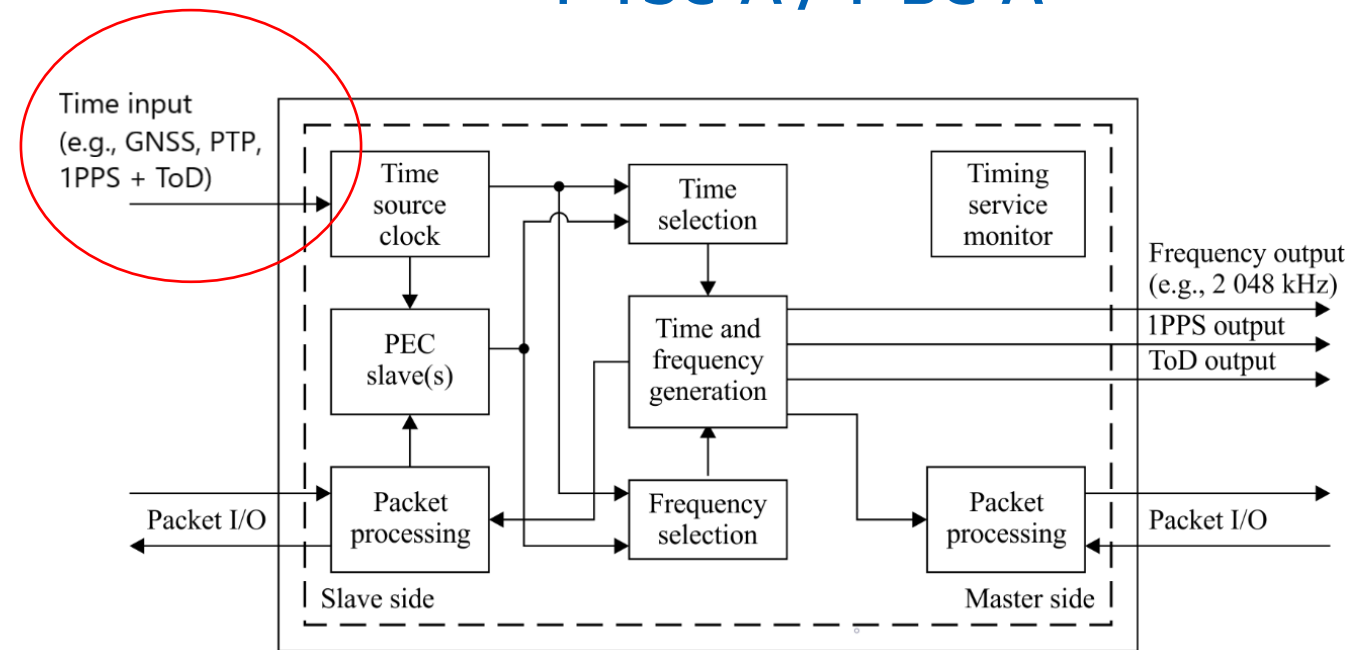 Time input
(e.g., GNSS, PTP,
1PPS + ToD)
Time
source
clock
Time
selection
Timing
service
monitor
Frequency output
(e.g., 2 048 kHz)
1PPS output
ToD output
PEC
slave(s)
Time and
frequency
generation
Packet I/O
Packet
processing
Frequency
selection
Packet
processing
Packet I/O
Slave side
Master side